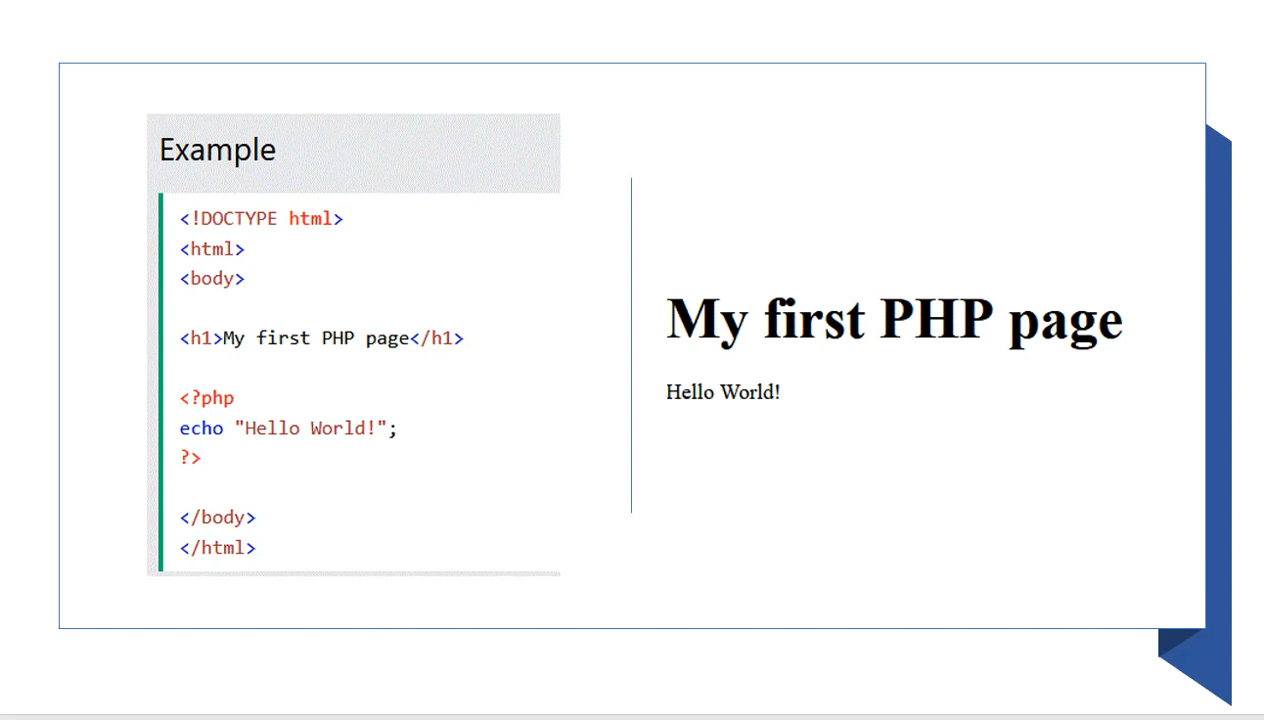 Example
<!DOCTYPE html>
<html>
<body>
<h1>My first PHP page</h1>
<?php
echo "Hello World!";
?>
</body>
</html>
My first PHP page
Hello World!